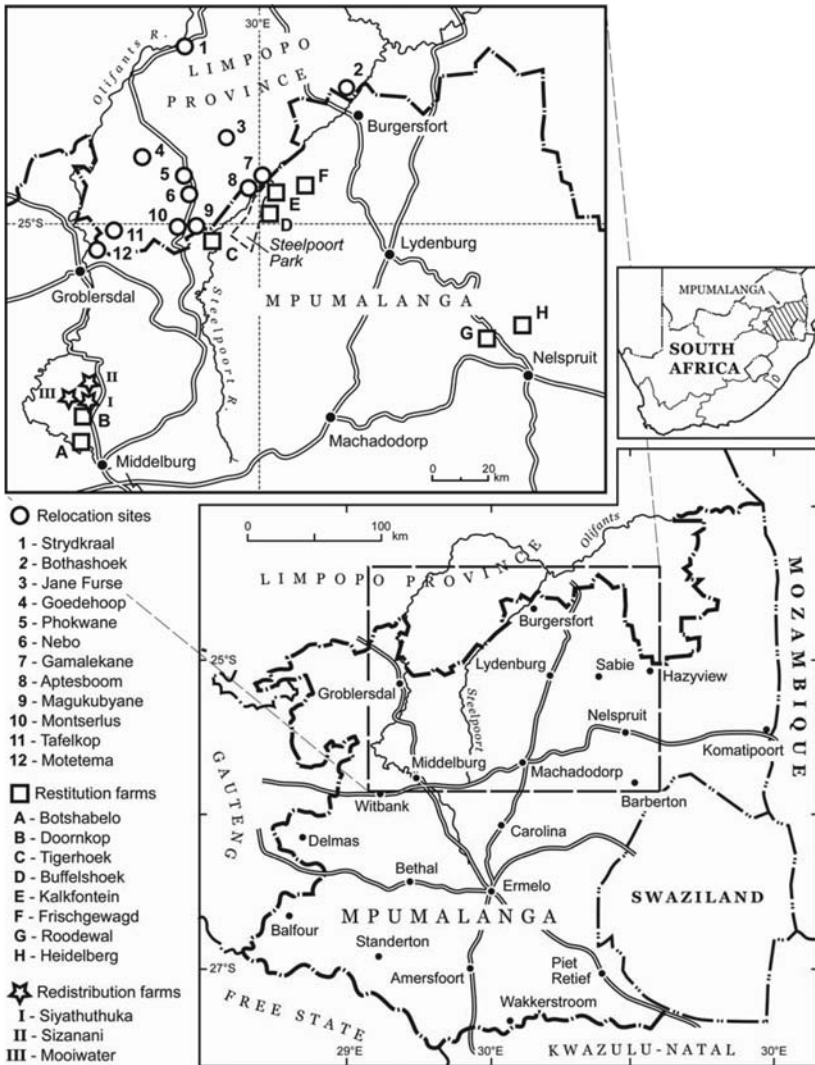 30°E
Olifants R.
1
LIMPOPO
PROVINCE
2
Burgersfort
3
4
5
6
7
8
F
E
D
25°S
10
9
11
12
C
Steelpoort
Park
Lydenburg
Groblersdal
MPUMALANGA
Steelpoort R.
H
G
Nelspruit
II
III
I
B
A
Middelburg
Machadodorp
0 20
km
MPUMALANGA
SOUTH
AFRICA
Relocation sites
1 - Strydkraal
2 - Bothashoek
3 - Jane Furse
4 - Goedehoop
5 - Phokwane
6 - Nebo
7 - Gamalekane
8 - Aptesboom
9 - Magukubyane
10 - Montserlus
11 - Tafelkop
12 - Motetema
Restitution farms
A - Botshabelo
B - Doornkop
C - Tigerhoek
D - Buffelshoek
E - Kalkfontein
F - Frischgewagd
G - Roodewal
H - Heidelberg
Redistribution farms
I - Siyathuthuka
II - Sizanani
III - Mooiwater
0 100
km
Olifants
LIMPOPO PROVINCE
MOZAMBIQUE
Burgersfort
25°S
Lydenburg
Sabie
Hazyview
Groblersdal
Steelpoort
Nelspruit
Komatipoort
Middelburg
Machadodorp
GAUTENG
Witbank
Barberton
Delmas
Carolina
Bethal
Ermelo
SWAZILAND
MPUMALANGA
Balfour
Standerton
27°S
Amersfoort
Piet
Retief
FREE STATE
Wakkerstroom
KWAZULU-NATAL
29°E
30°E
30°E